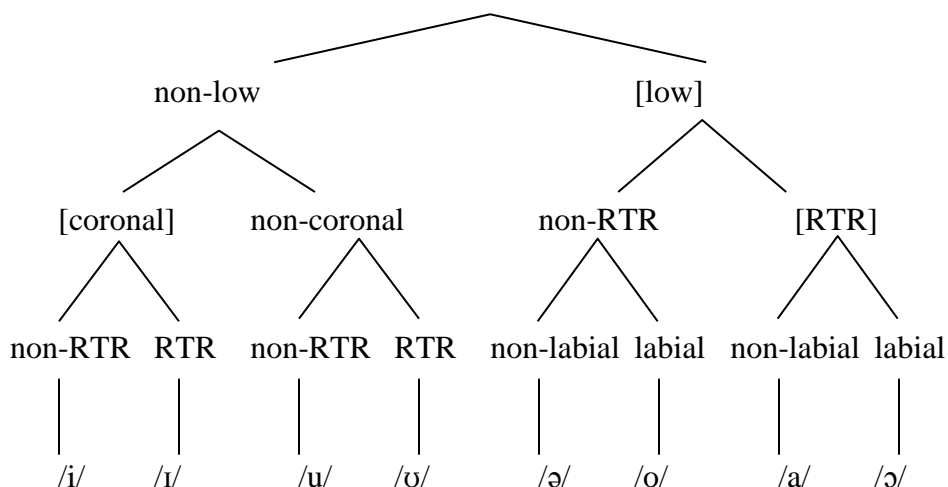 non-low [low]
[coronal] non-coronal non-RTR [RTR]
non-RTR RTR non-RTR RTR non-labial labial non-labial labial
/i/ /ɪ/ /u/ /ʊ/ /ə/ /o/ /a/ /ɔ/